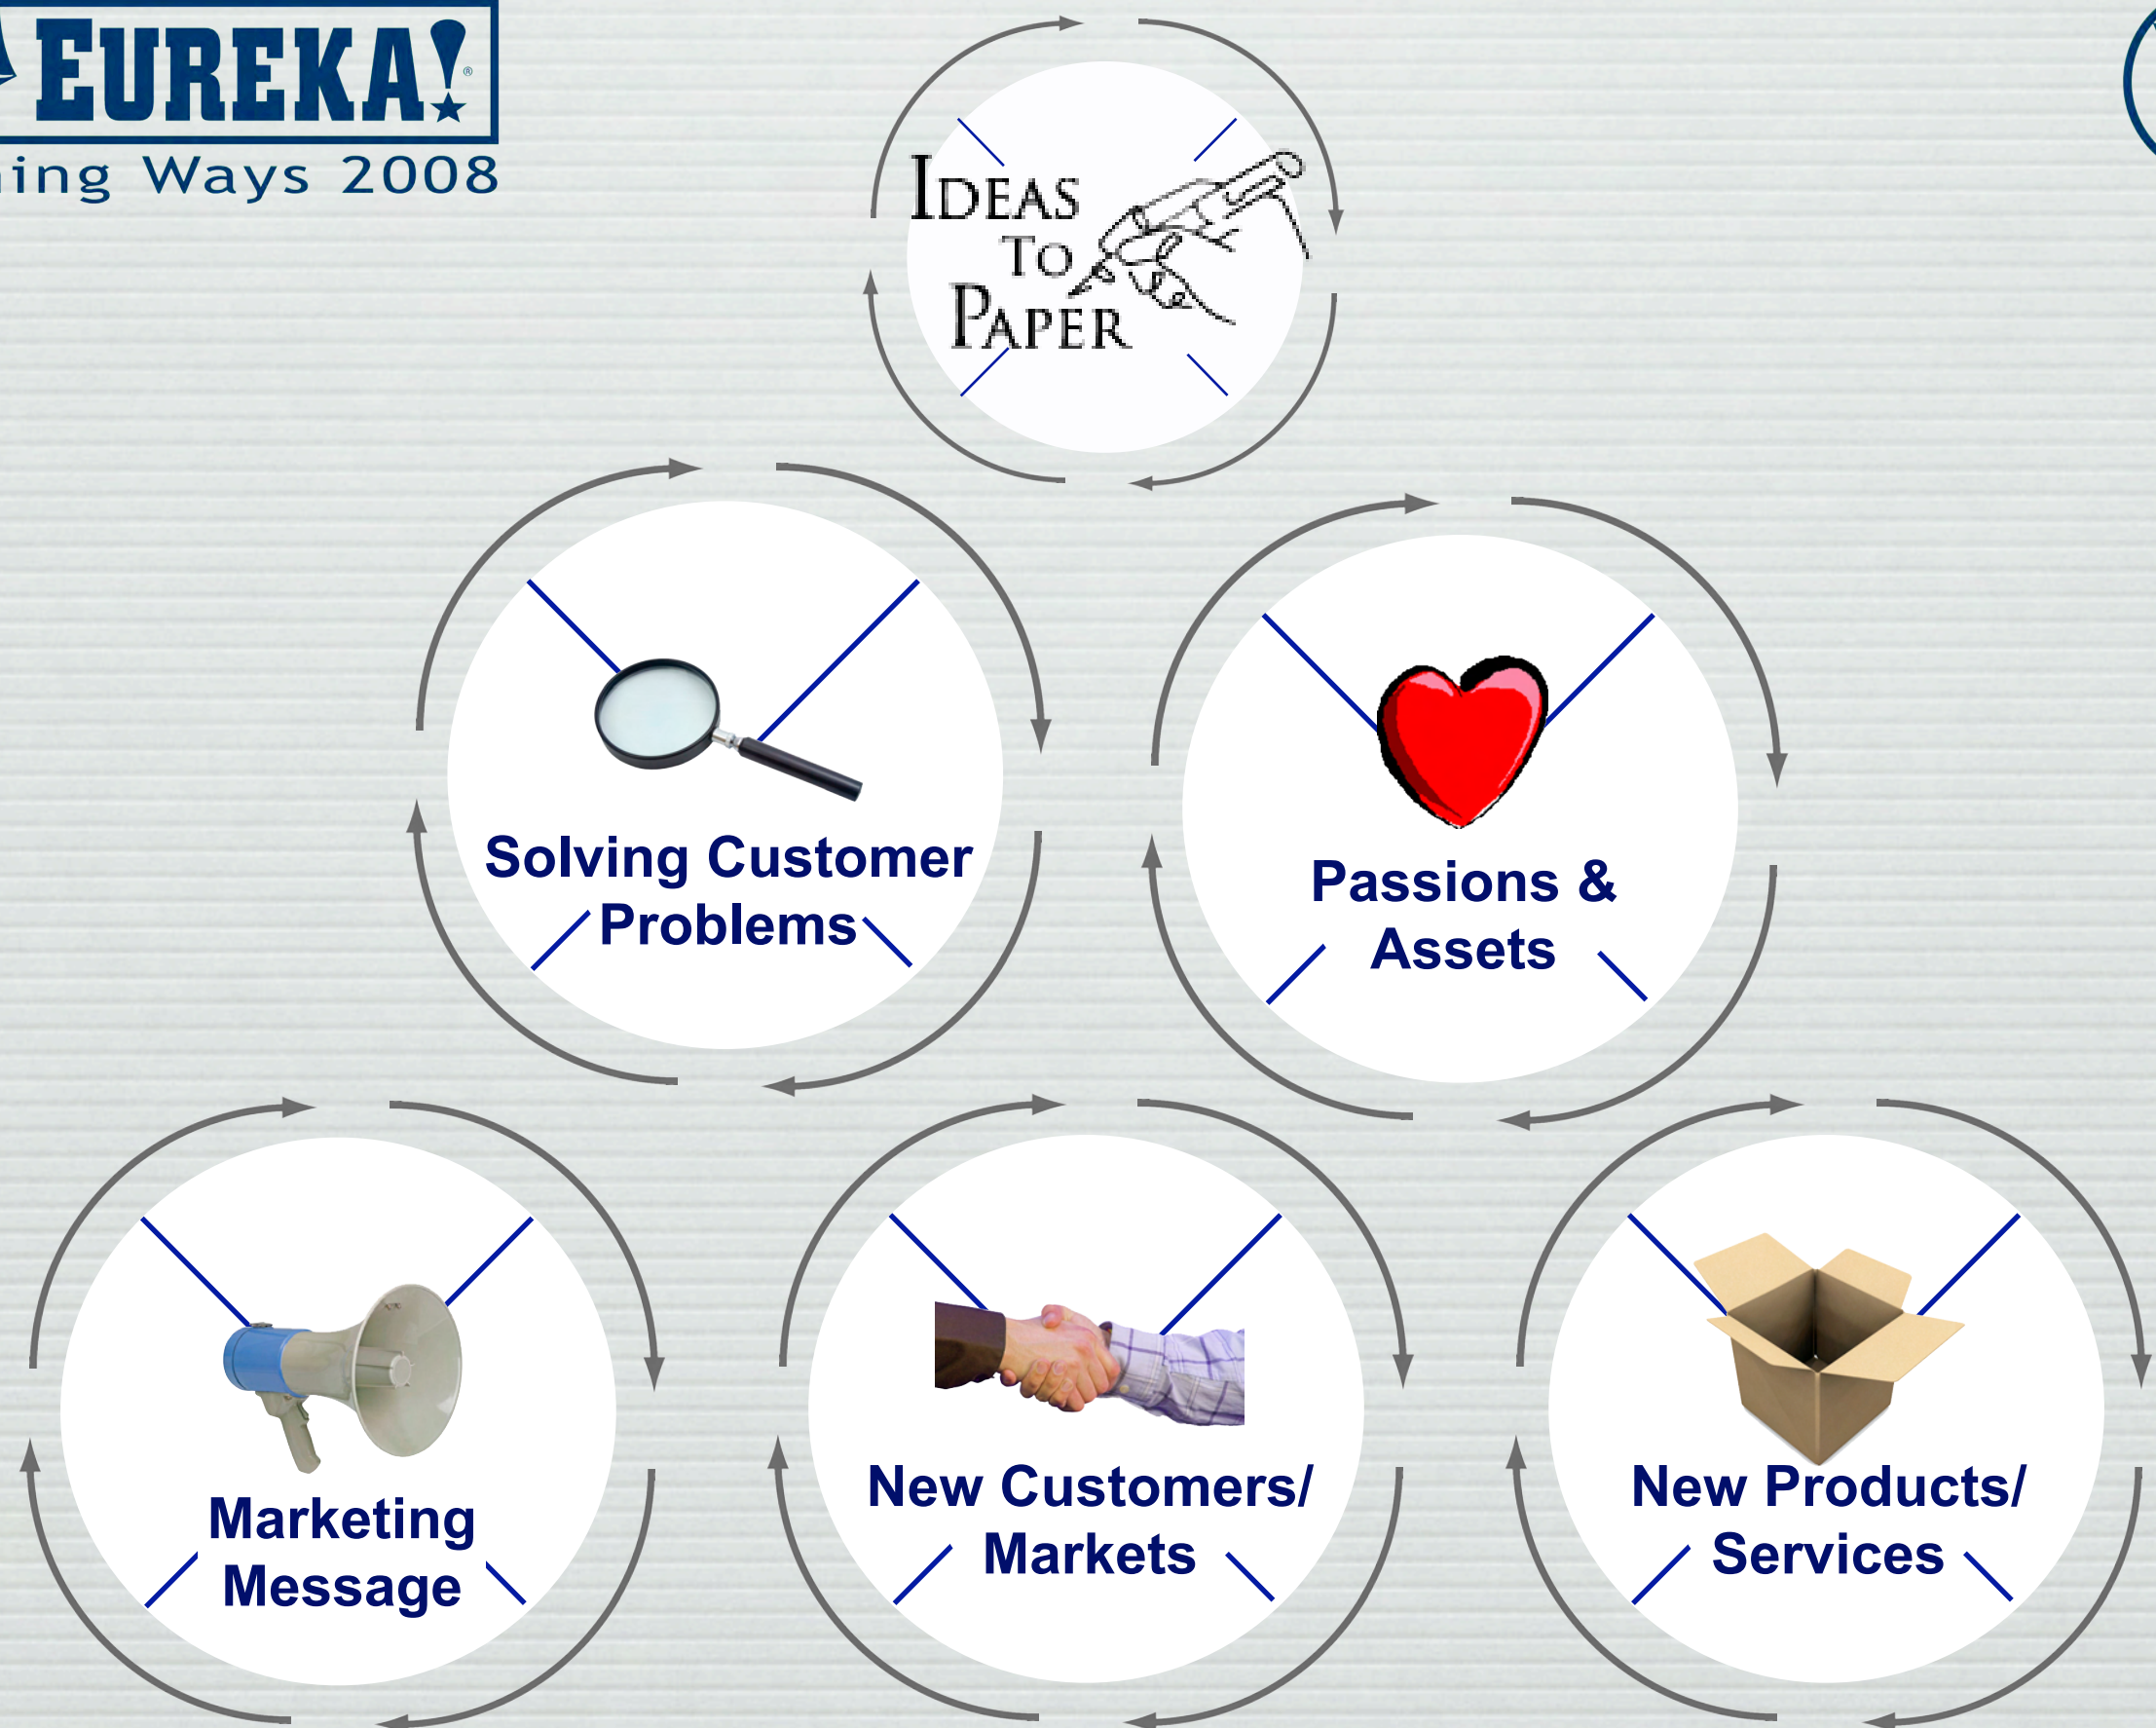 EUREKA!®
ing Ways 2008
IDEAS
TO
PAPER
Solving Customer
Problems
Passions &
Assets
Marketing
Message
New Customers/
Markets
New Products/
Services